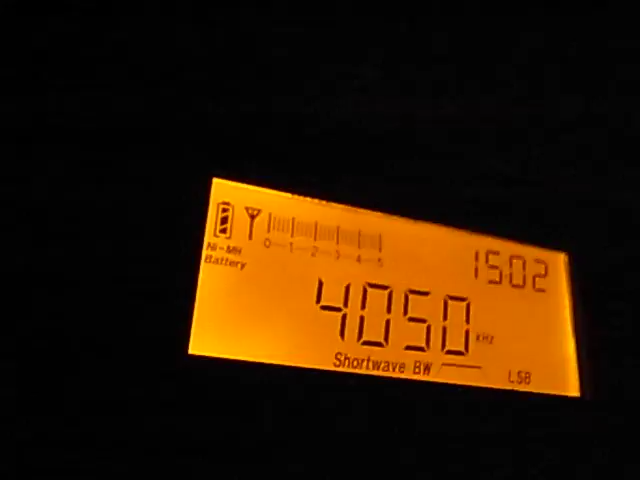 0-1-2-3-4-5
1502
Ni-MH
Battery
4050 kHz
Shortwave BW
LSB